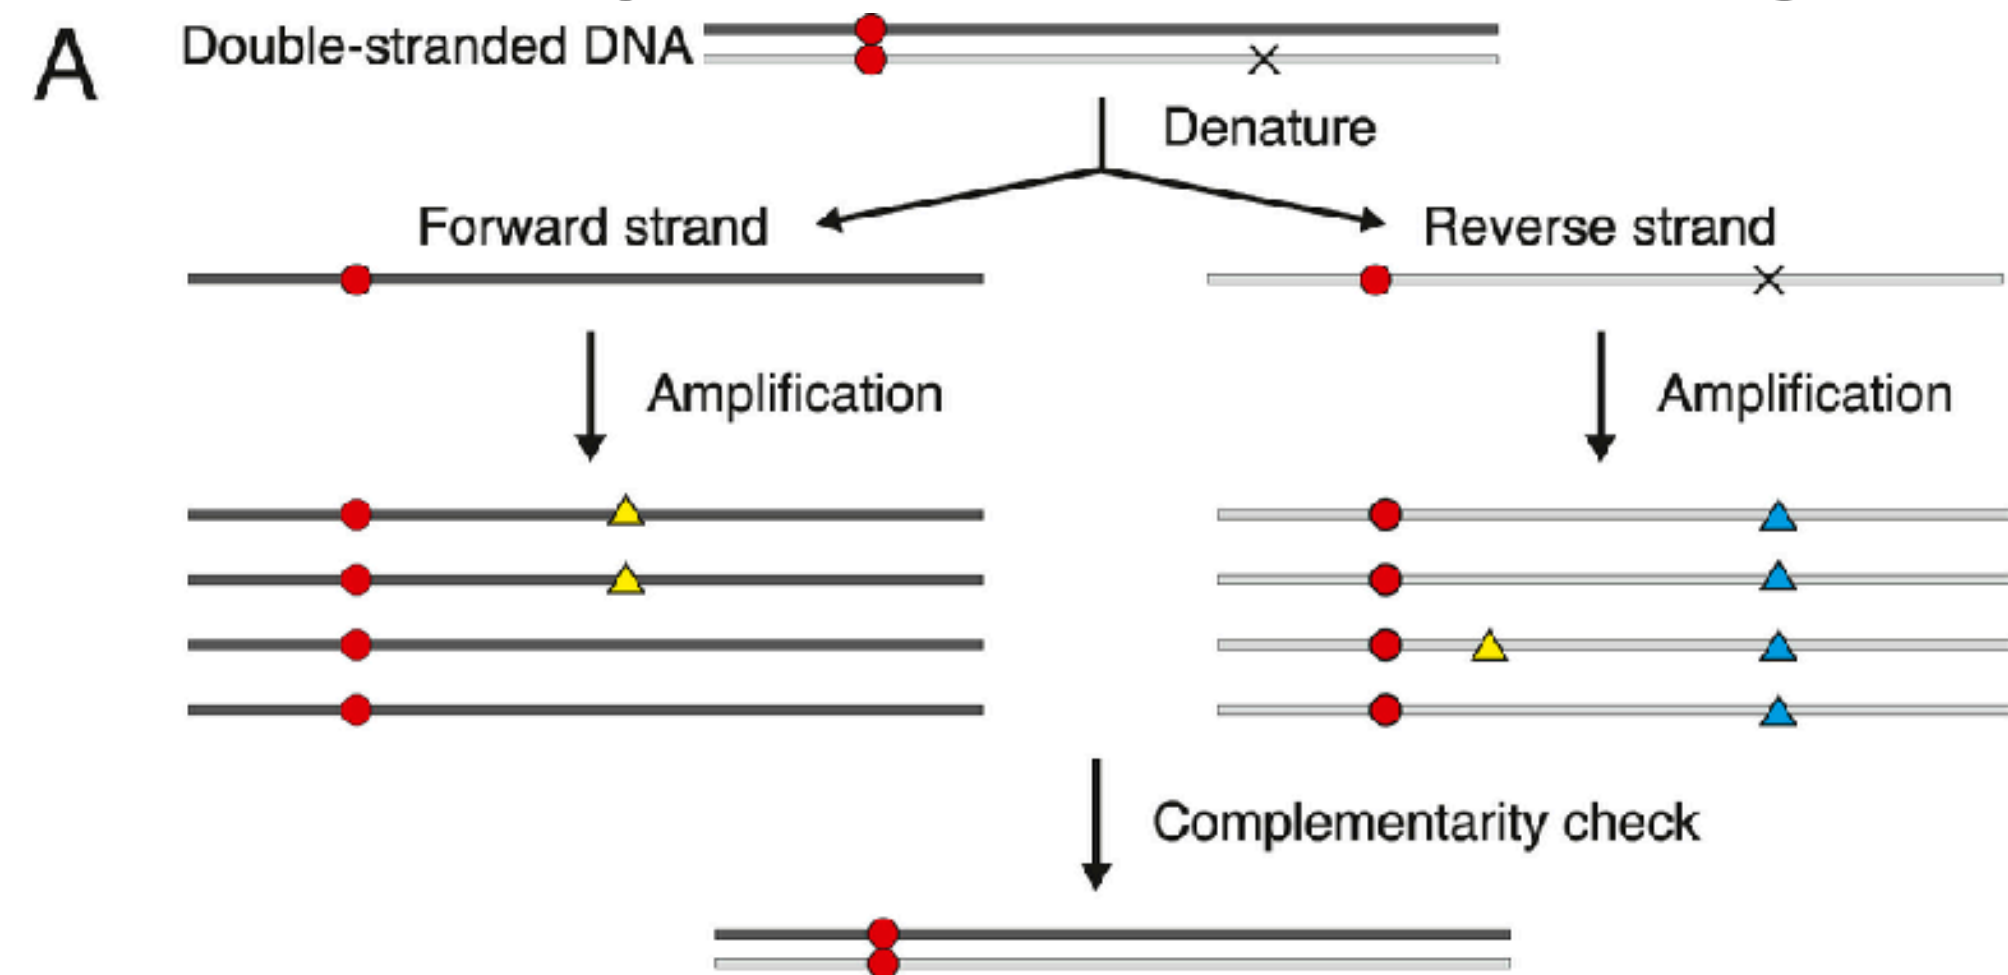 A
Double-stranded DNA
Denature
Forward strand
Reverse strand
Amplification
Amplification
Complementarity check